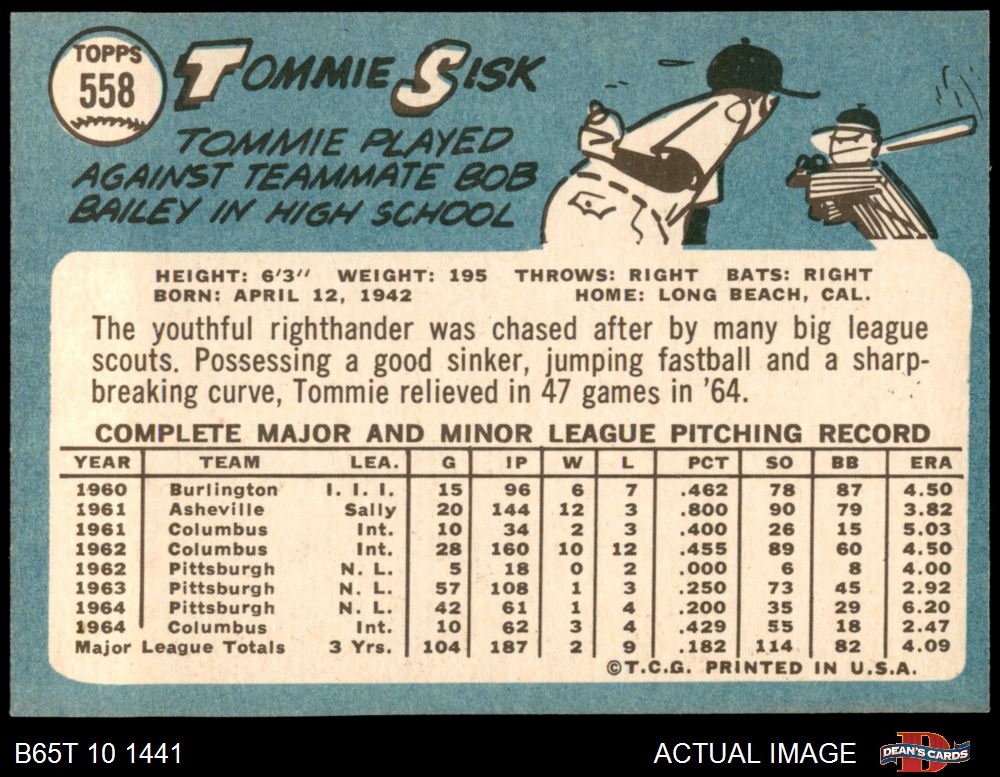 TOPPS
558
TOMMIE SISK
TOMMIE PLAYED
AGAINST TEAMMATE BOB
BAILEY IN HIGH SCHOOL
HEIGHT: 6'3" WEIGHT: 195 THROWS: RIGHT BATS: RIGHT
BORN: APRIL 12, 1942 HOME: LONG BEACH, CAL.
The youthful righthander was chased after by many big league
scouts. Possessing a good sinker, jumping fastball and a sharp-
breaking curve, Tommie relieved in 47 games in '64.
COMPLETE MAJOR AND MINOR LEAGUE PITCHING RECORD
YEAR TEAM LEA. G IP W L PCT SO BB ERA
1960 Burlington I. I. I. 15 96 6 7 .462 78 87 4.50
1961 Asheville Sally 20 144 12 3 .800 90 79 3.82
1961 Columbus Int. 10 34 2 3 .400 26 15 5.03
1962 Columbus Int. 28 160 10 12 .455 89 60 4.50
1962 Pittsburgh N. L. 5 18 0 2 .000 6 8 4.00
1963 Pittsburgh N. L. 57 108 1 3 .250 73 45 2.92
1964 Pittsburgh N. L. 42 61 1 4 .200 35 29 6.20
1964 Columbus Int. 10 62 3 4 .429 55 18 2.47
Major League Totals 3 Yrs. 104 187 2 9 .182 114 82 4.09
©T.C.G. PRINTED IN U.S.A.
B65T 10 1441 ACTUAL IMAGE DEAN'S CARDS